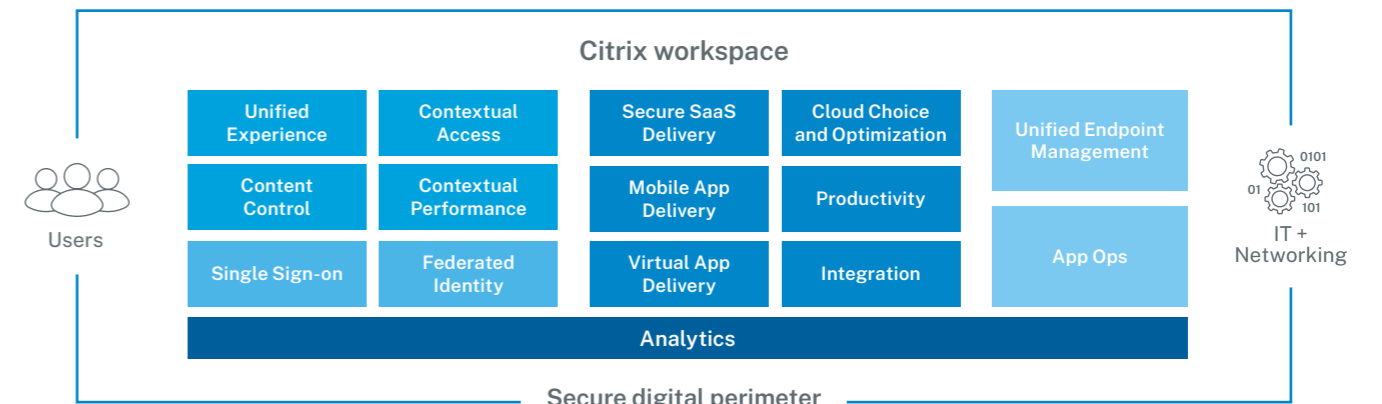 Citrix workspace
Unified
Experience
Contextual
Access
Secure SaaS
Delivery
Cloud Choice
and Optimization
Unified Endpoint
Management
Content
Control
Contextual
Performance
Mobile App
Delivery
Productivity
Single Sign-on
Federated
Identity
Virtual App
Delivery
Integration
App Ops
Analytics
Users
0101
01
101
IT +
Networking
Secure digital perimeter